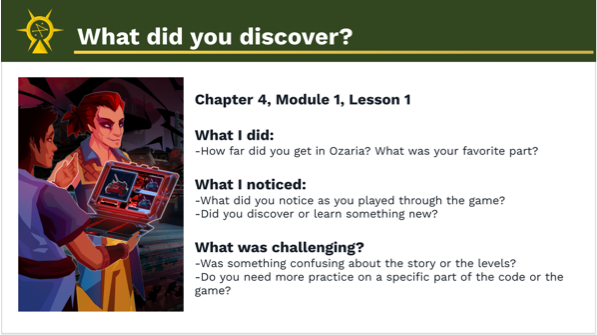 What did you discover?
Chapter 4, Module 1, Lesson 1
What I did:
-How far did you get in Ozaria? What was your favorite part?
What I noticed:
-What did you notice as you played through the game?
-Did you discover or learn something new?
What was challenging?
-Was something confusing about the story or the levels?
-Do you need more practice on a specific part of the code or the
game?